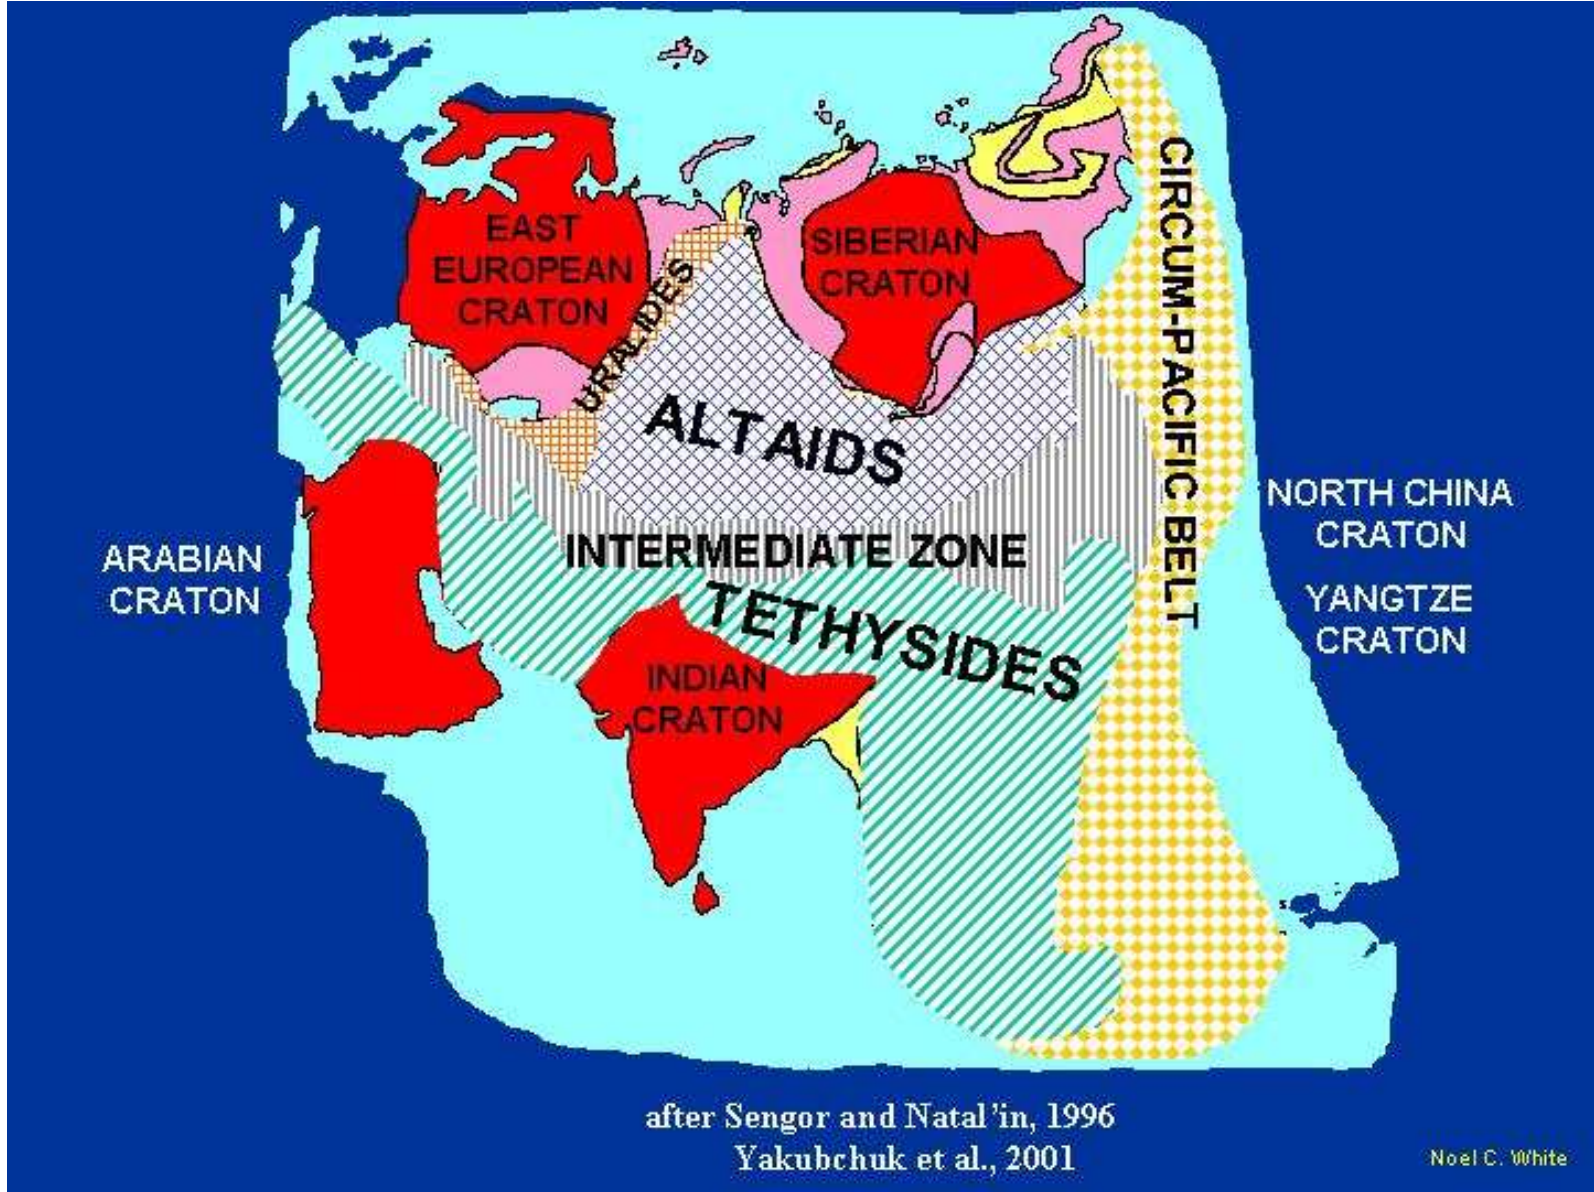 EAST
EUROPEAN
CRATON
SIBERIAN
CRATON
CIRCUM-PACIFIC BELT
URALIDES
ALTAIDS
NORTH CHINA
CRATON
ARABIAN
CRATON
INTERMEDIATE ZONE
YANGTZE
CRATON
TETHYSIDES
INDIAN
CRATON
after Sengor and Natal'in, 1996
Yakubchuk et al., 2001
Noel C. White